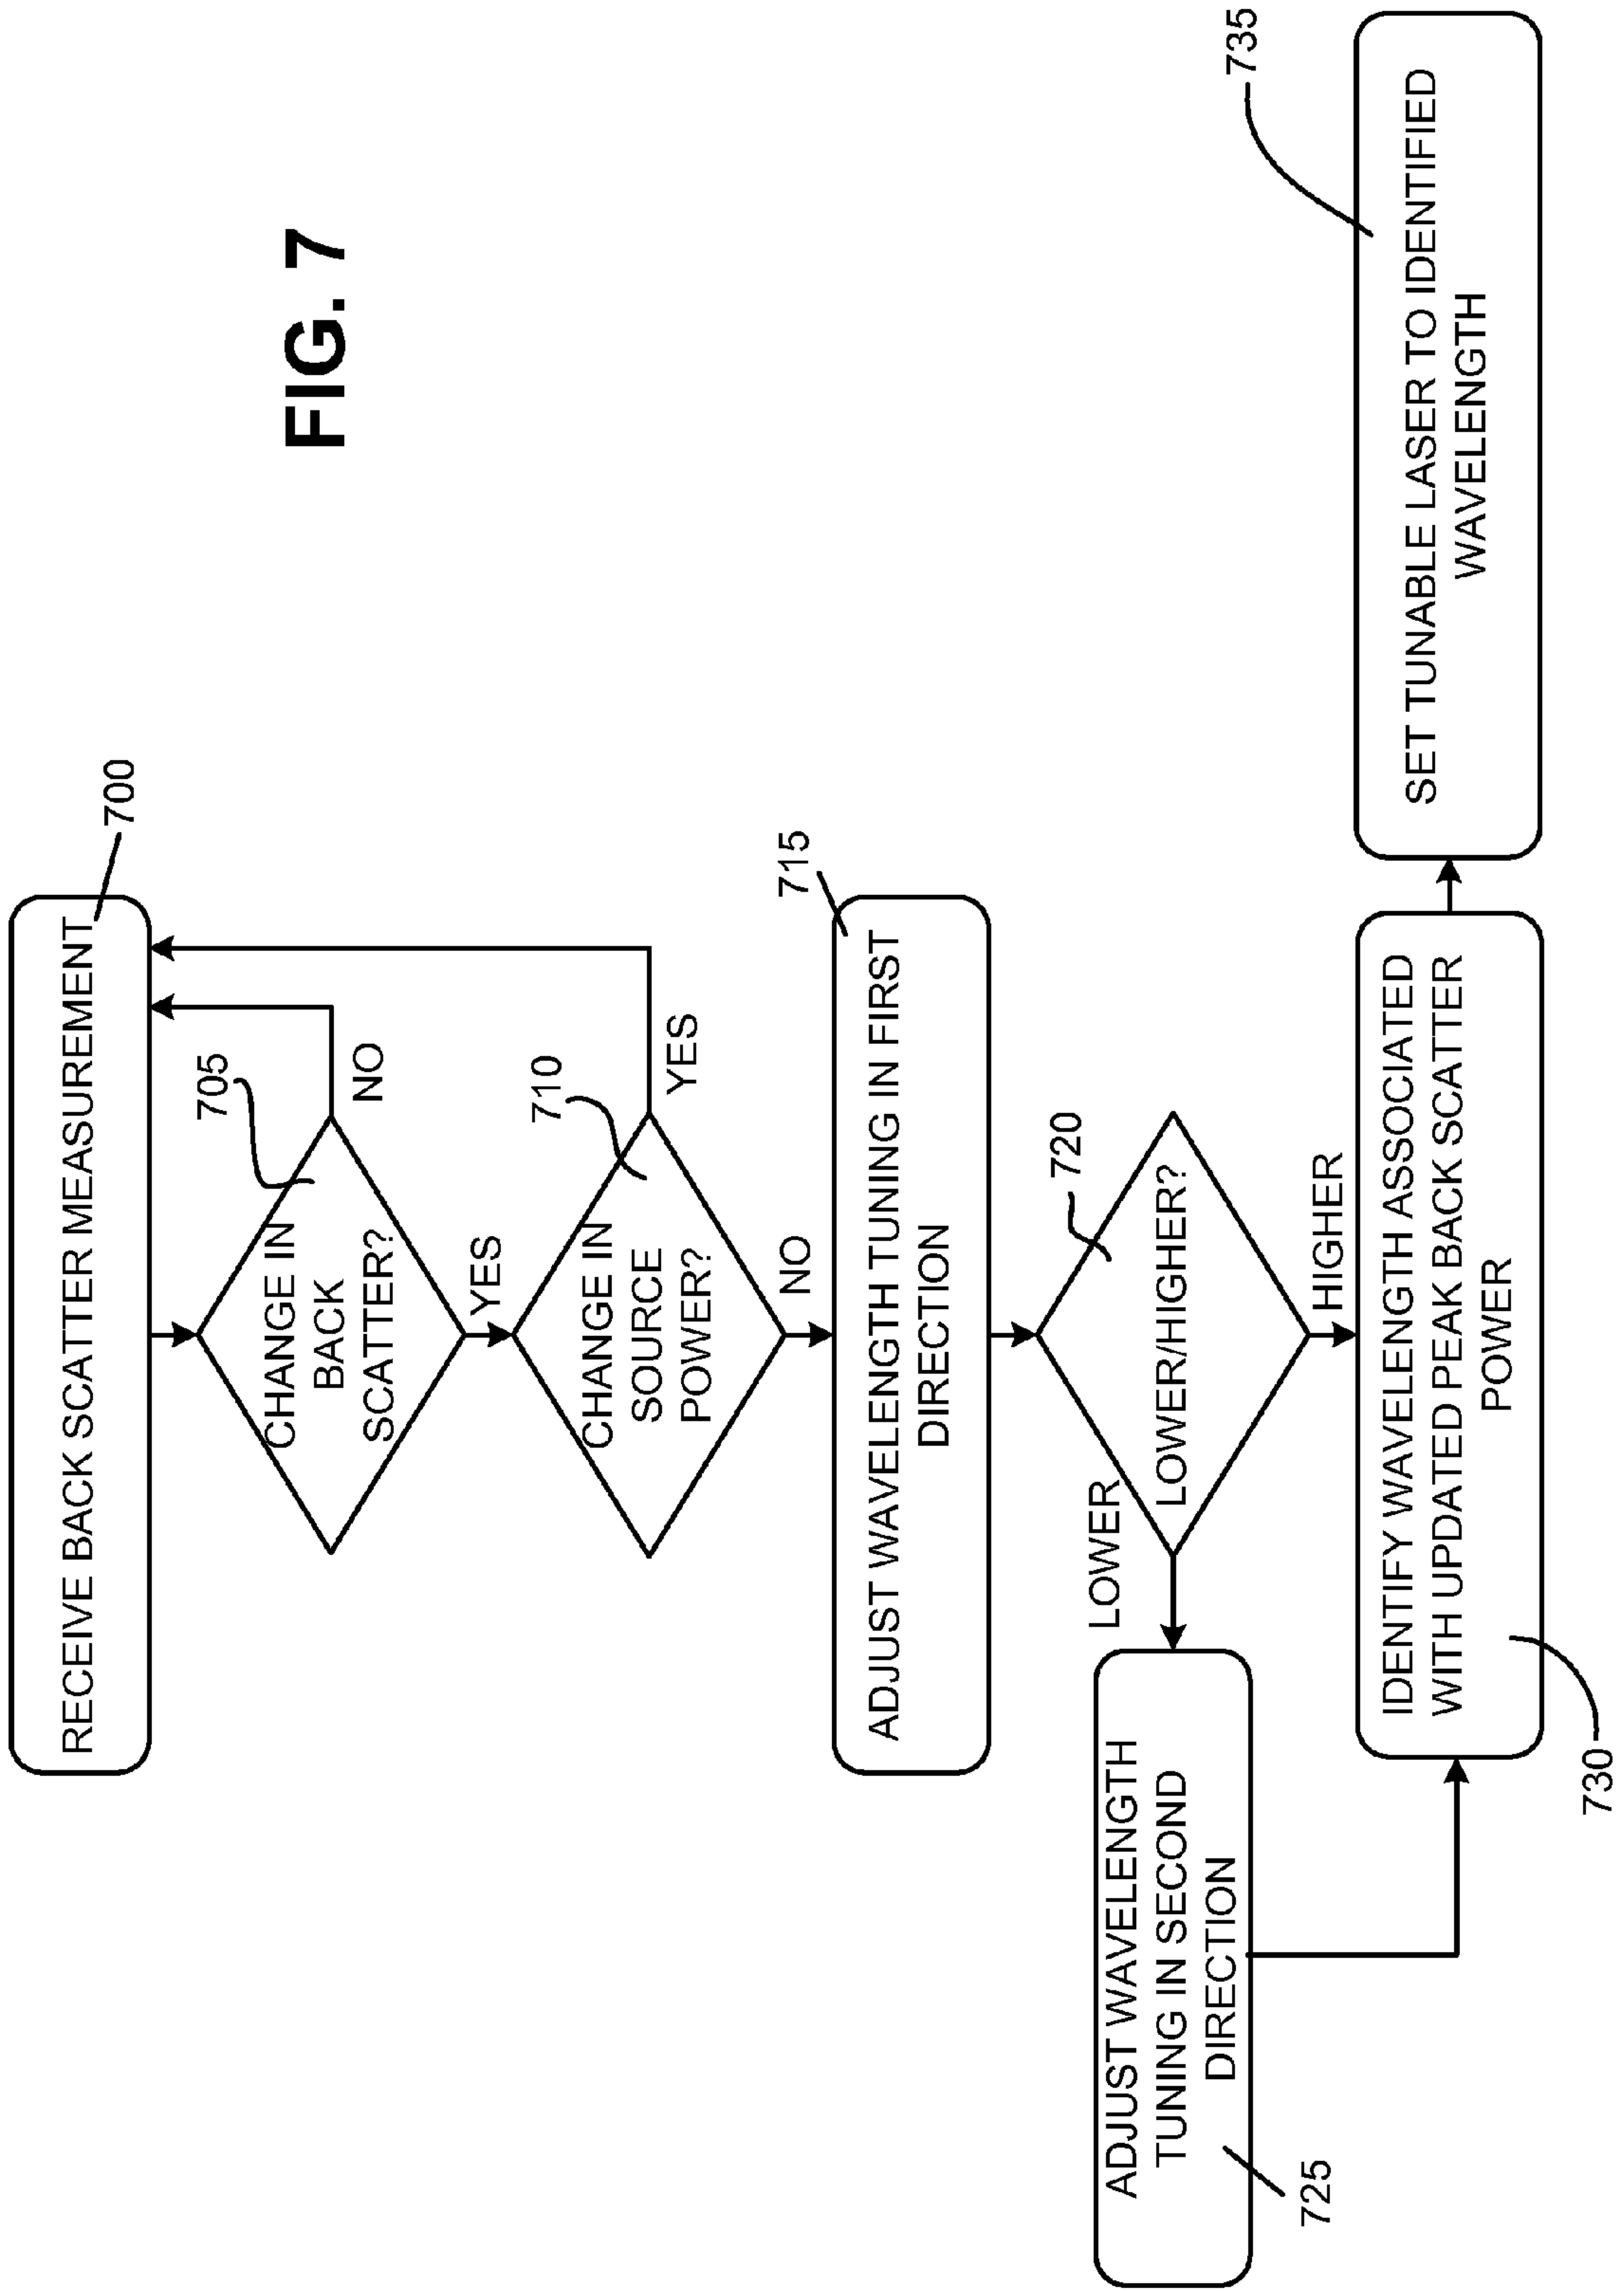 FIG. 7
RECEIVE BACK SCATTER MEASUREMENT
700
CHANGE IN
BACK
SCATTER?
705
NO
YES
CHANGE IN
SOURCE
POWER?
710
YES
NO
ADJUST WAVELENGTH TUNING IN FIRST
DIRECTION
715
LOWER/HIGHER?
720
LOWER
HIGHER
ADJUST WAVELENGTH
TUNING IN SECOND
DIRECTION
725
IDENTIFY WAVELENGTH ASSOCIATED
WITH UPDATED PEAK BACK SCATTER
POWER
730
SET TUNABLE LASER TO IDENTIFIED
WAVELENGTH
735